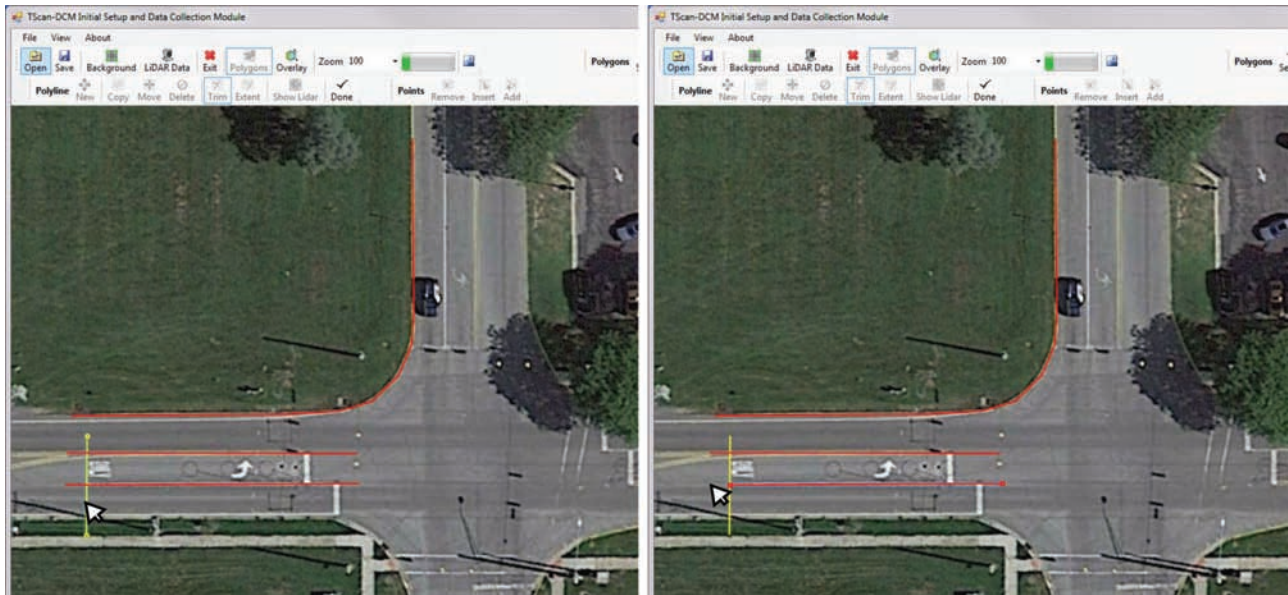 TScan-DCM Initial Setup and Data Collection Module
File View About
Open Save Background LiDAR Data Exit Polygons Overlay Zoom 100 Polygons
Polyline New Copy Move Delete Trim Extent Show Lidar Done Points Remove Insert Add
TScan-DCM Initial Setup and Data Collection Module
File View About
Open Save Background LiDAR Data Exit Polygons Overlay Zoom 100 Polygons
Polyline New Copy Move Delete Trim Extent Show Lidar Done Points Remove Insert Add